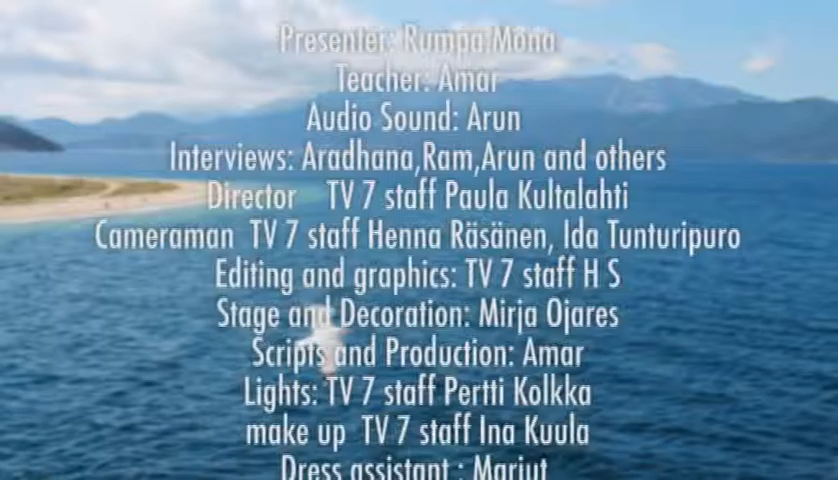 Presenter: Rumpa Mona
Teacher: Amar
Audio Sound: Arun
Interviews: Aradhana,Ram,Arun and others
Director TV 7 staff Paula Kultalahti
Cameraman TV 7 staff Henna Räsänen, Ida Tunturipuro
Editing and graphics: TV 7 staff H S
Stage and Decoration: Mirja Ojares
Scripts and Production: Amar
Lights: TV 7 staff Pertti Kolkka
make up TV 7 staff Ina Kuula
Dress assistant : Marjut